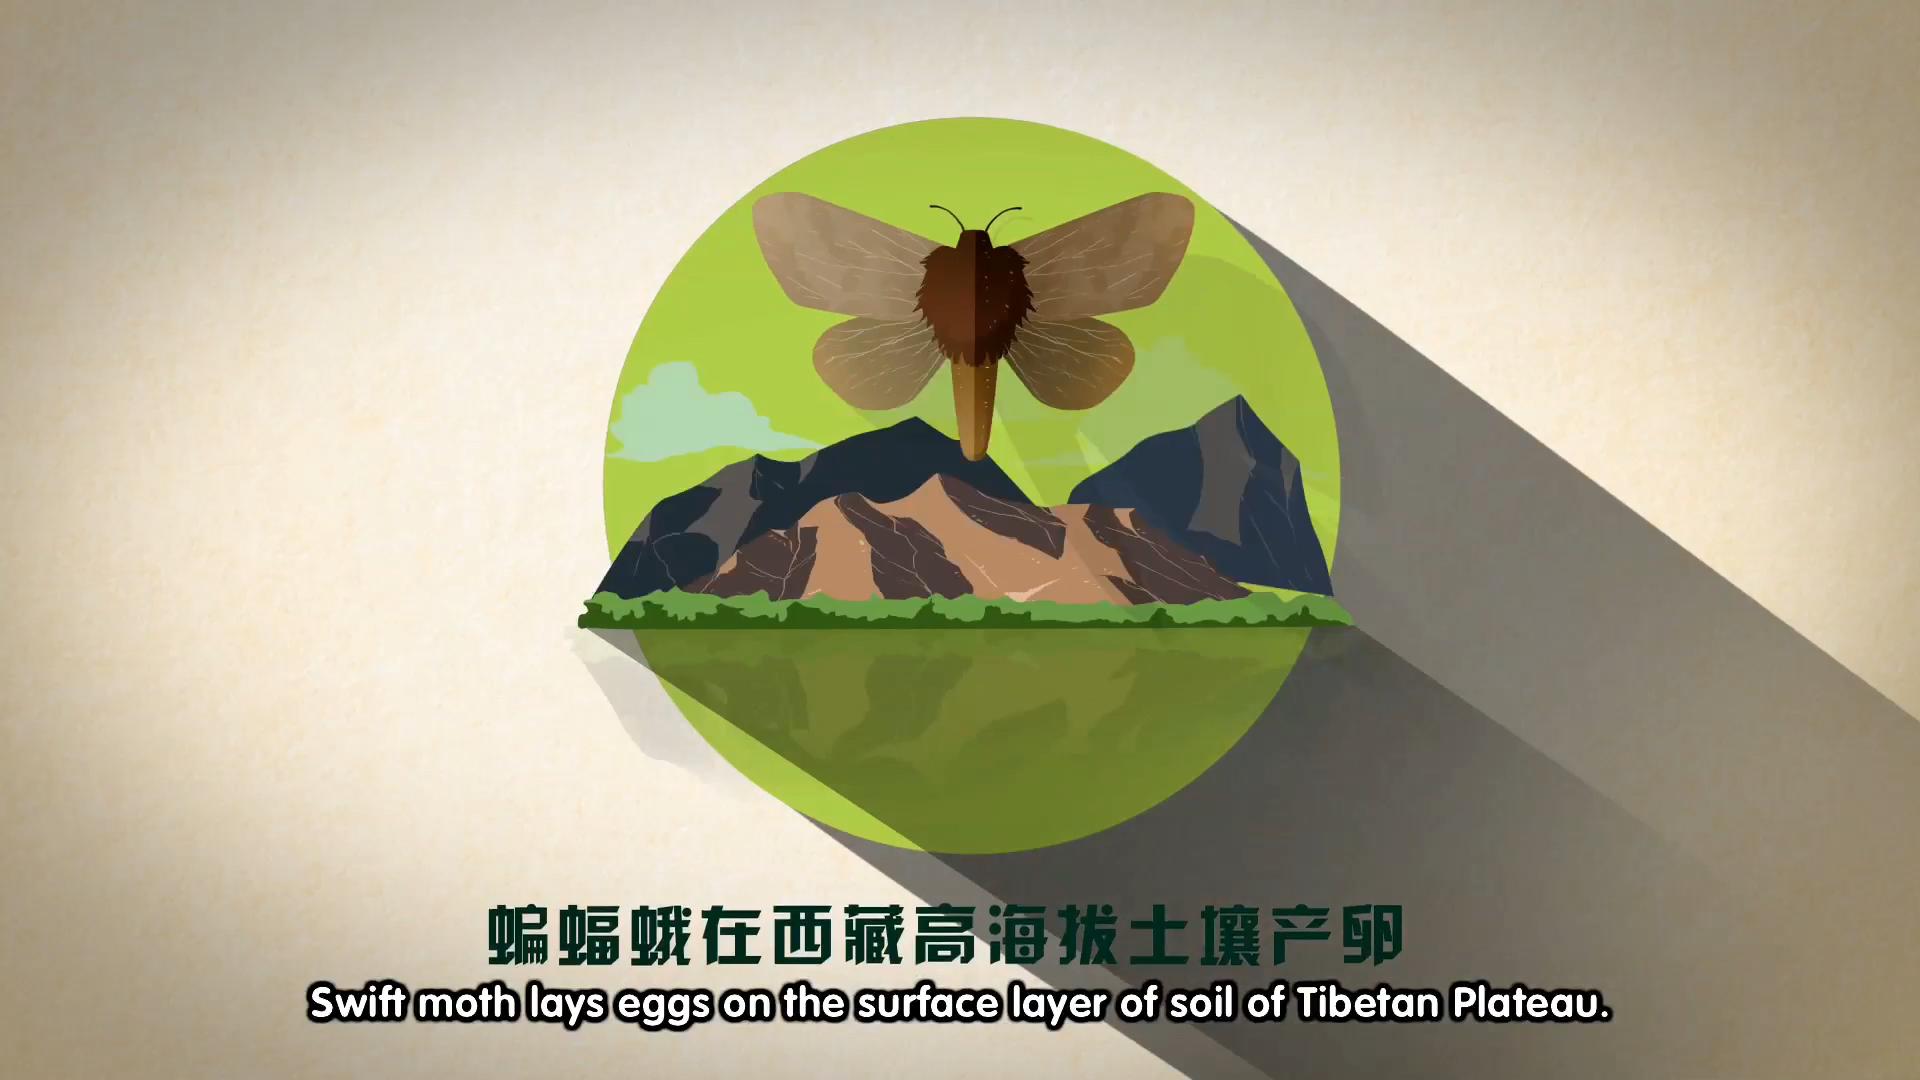 蝙蝠蛾在西藏高海拔土壤产卵
Swift moth lays eggs on the surface layer of soil of Tibetan Plateau.